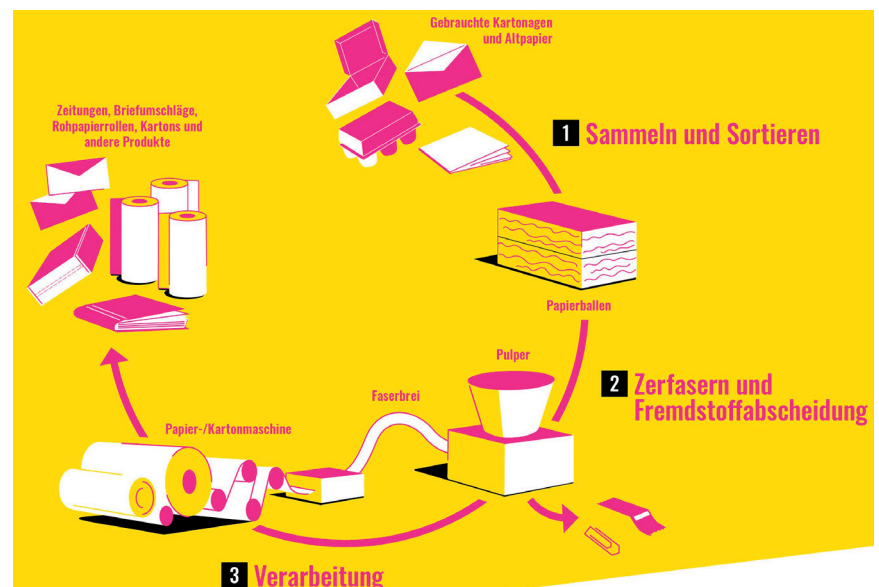 Gebrauchte Kartonagen
und Altpapier
1 Sammeln und Sortieren
Zeitungen, Briefumschläge,
Rohpapierrollen, Kartons und
andere Produkte
Papierballen
Pulper
2 Zerfasern und
Fremdstoffabscheidung
Faserbrei
Papier-/Kartonmaschine
3 Verarbeitung